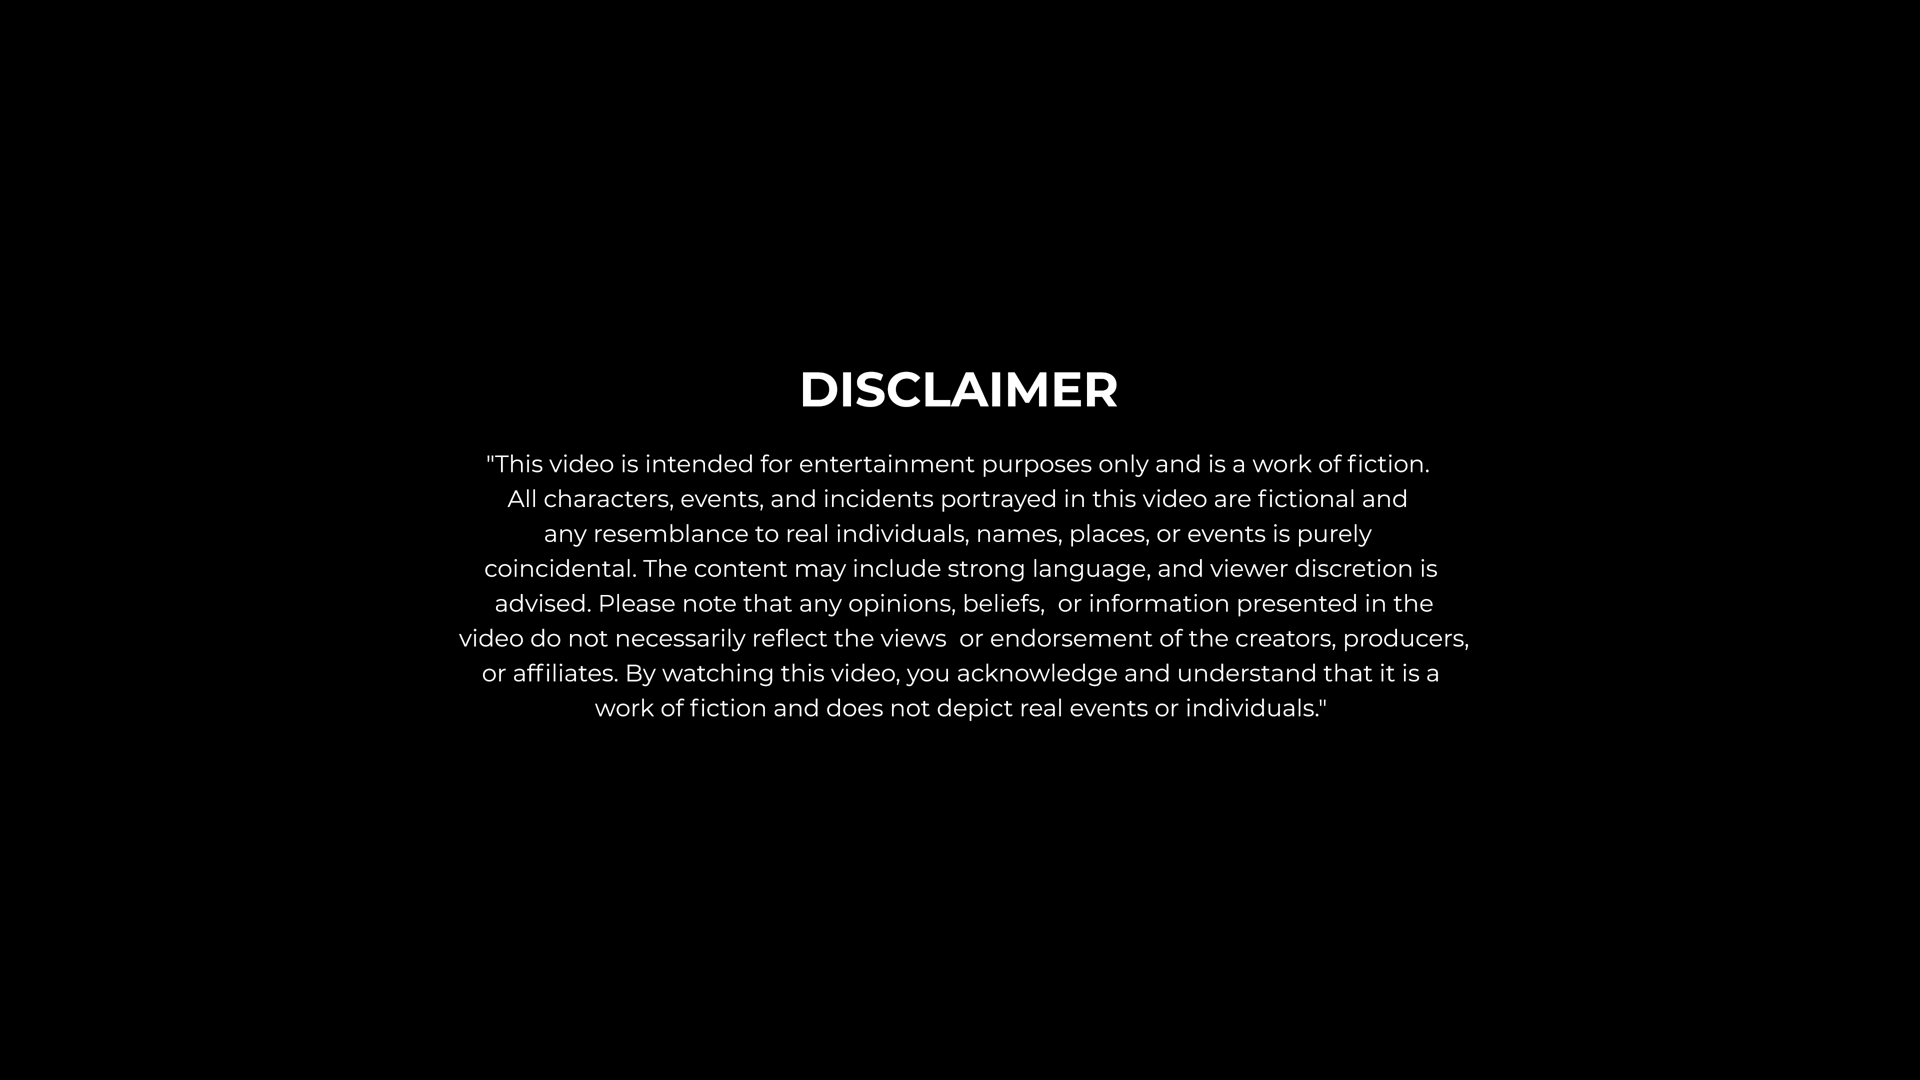 DISCLAIMER
"This video is intended for entertainment purposes only and is a work of fiction.
All characters, events, and incidents portrayed in this video are fictional and
any resemblance to real individuals, names, places, or events is purely
coincidental. The content may include strong language, and viewer discretion is
advised. Please note that any opinions, beliefs,  or information presented in the
video do not necessarily reflect the views  or endorsement of the creators, producers,
or affiliates. By watching this video, you acknowledge and understand that it is a
work of fiction and does not depict real events or individuals."